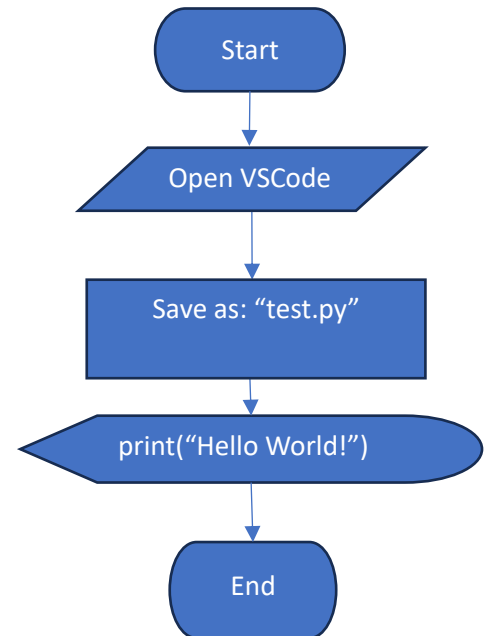 Start
Open VSCode
Save as: “test.py”
print(“Hello World!”)
End